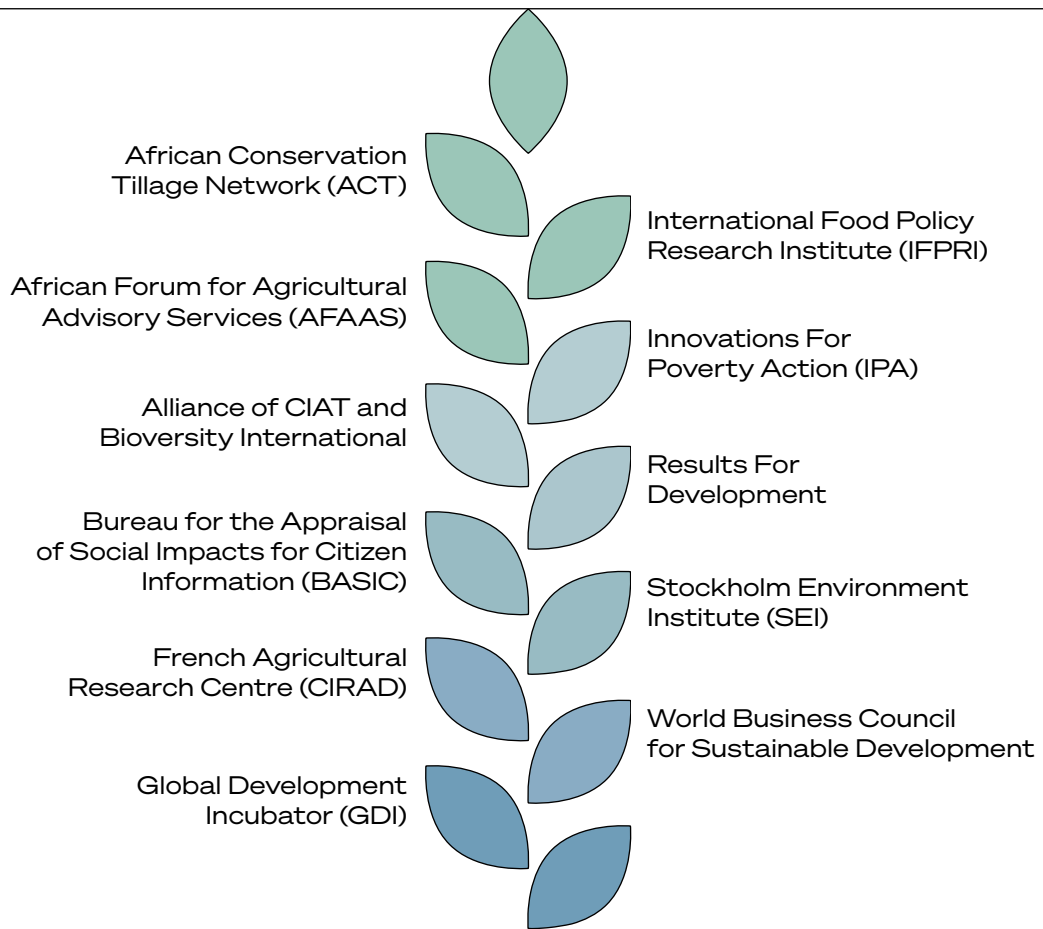 African Conservation
Tillage Network (ACT)
African Forum for Agricultural
Advisory Services (AFAAS)
Alliance of CIAT and
Bioversity International
Bureau for the Appraisal
of Social Impacts for Citizen
Information (BASIC)
French Agricultural
Research Centre (CIRAD)
Global Development
Incubator (GDI)
International Food Policy
Research Institute (IFPRI)
Innovations For
Poverty Action (IPA)
Results For
Development
Stockholm Environment
Institute (SEI)
World Business Council
for Sustainable Development